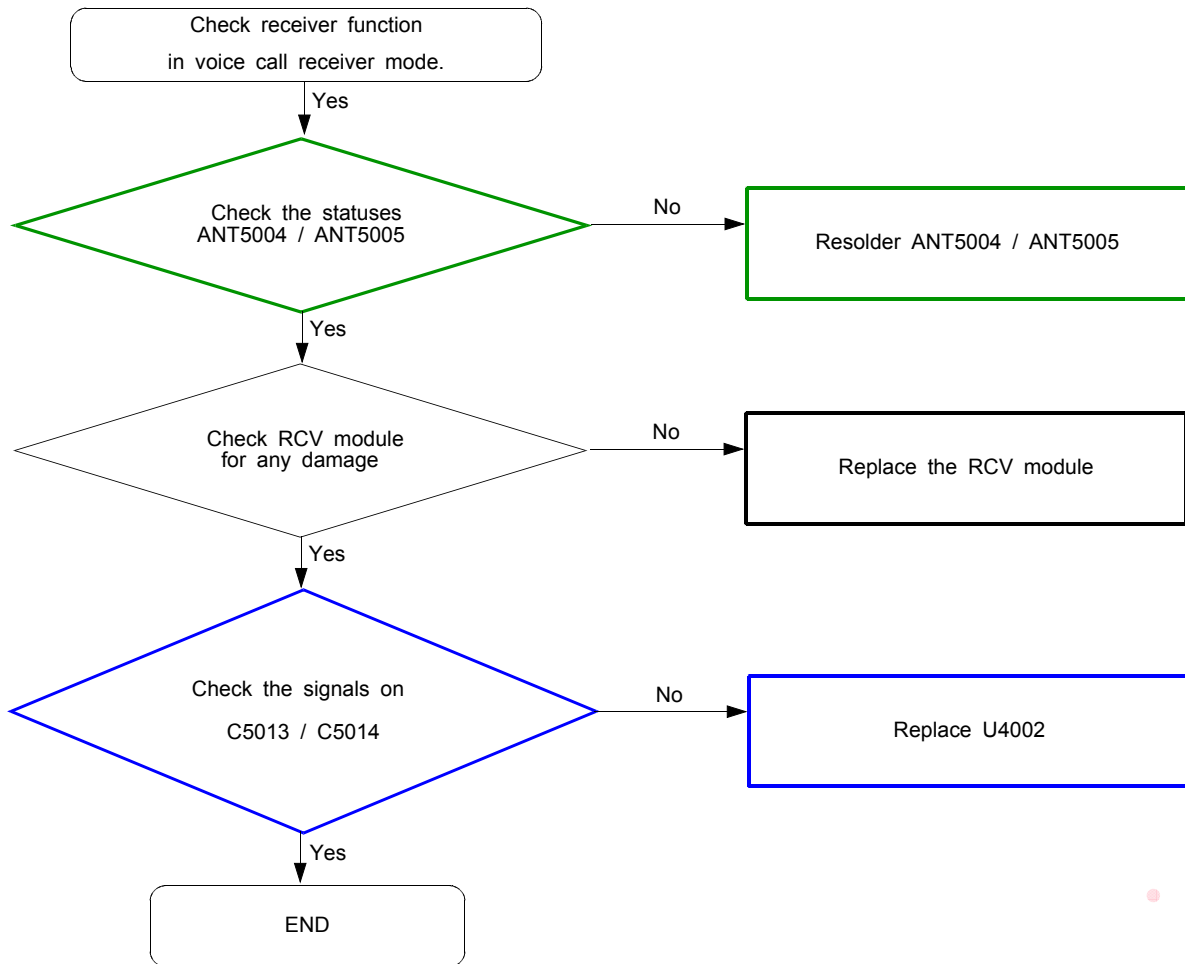 Check receiver function
in voice call receiver mode.
Yes
Check the statuses
ANT5004 / ANT5005
No
Resolder ANT5004 / ANT5005
Yes
Check RCV module
for any damage
No
Replace the RCV module
Yes
Check the signals on
C5013 / C5014
No
Replace U4002
Yes
END